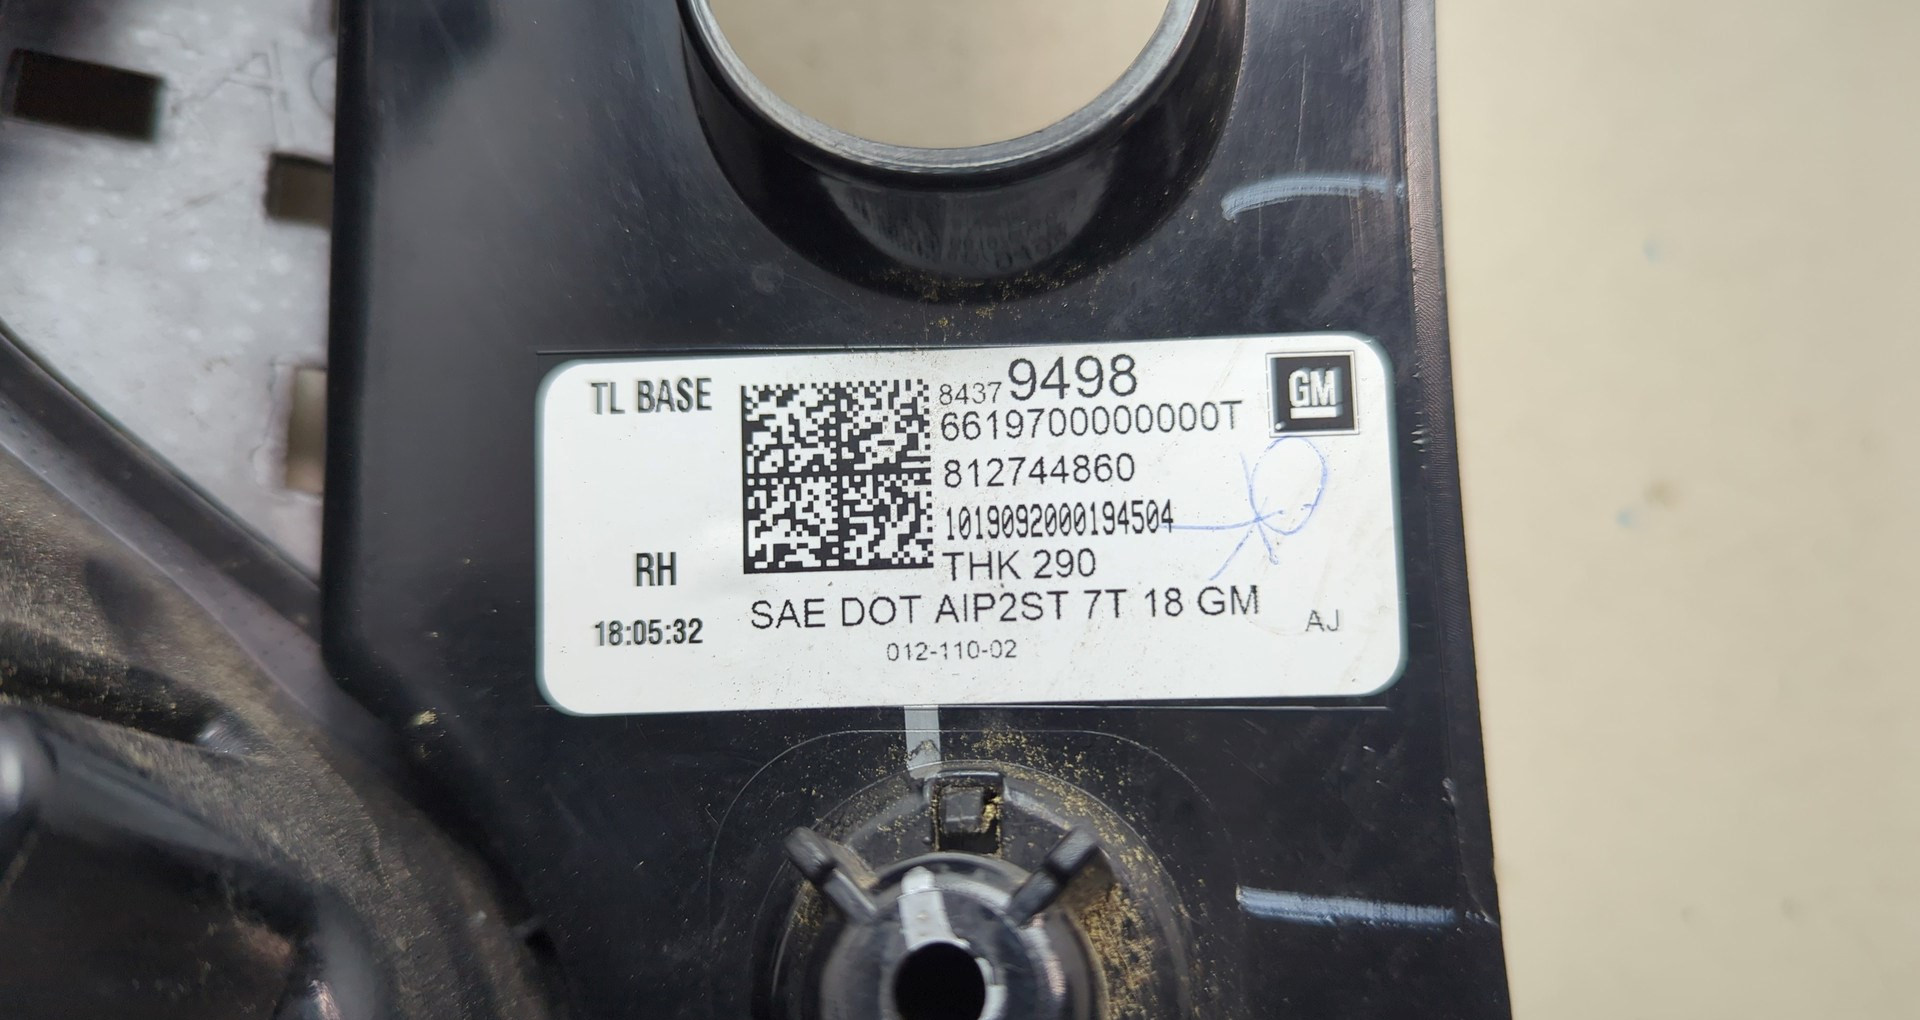 TL BASE
84379498
GM
6619700000000T
812744860
1019092000194504
RH
THK 290
18:05:32
SAE DOT AIP2ST 7T 18 GM
AJ
012-110-02